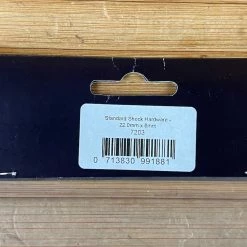 Standard Shock Hardware -
22.0mm x 8mm
7203
0 713830 991881